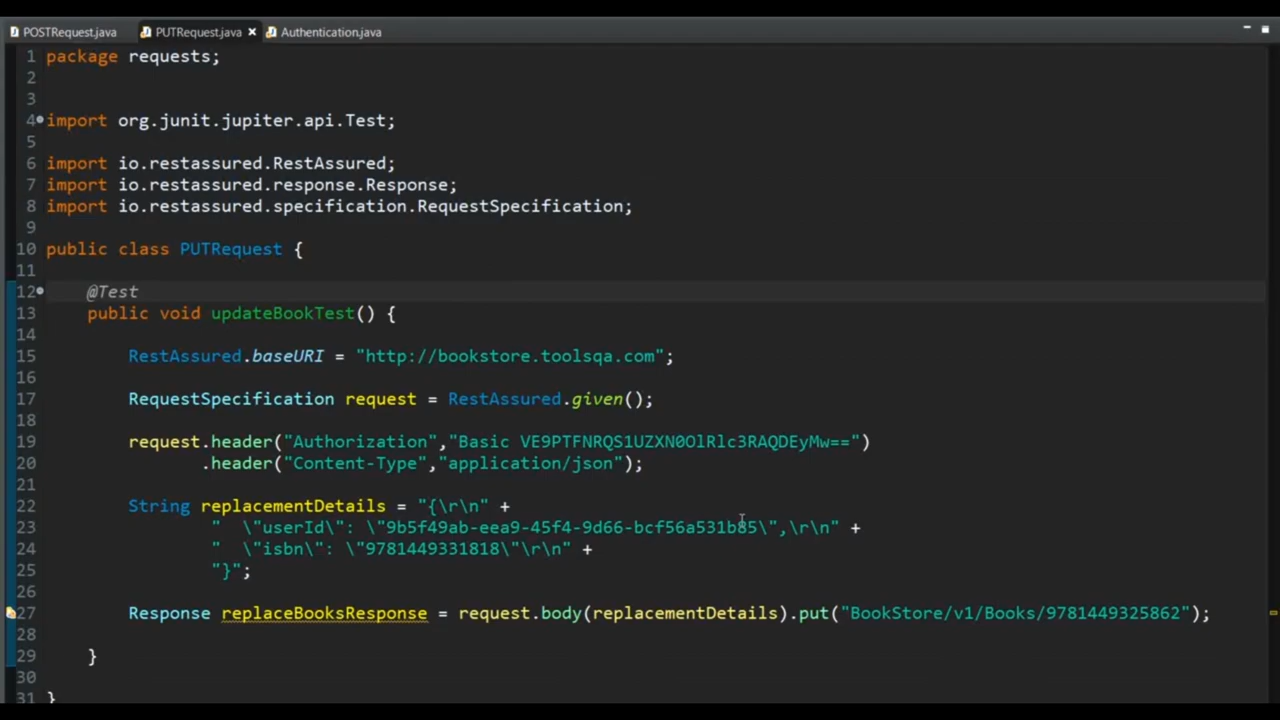 POSTRequest.java PUTRequest.java Authentication.java
1 package requests;
2
3
4 import org.junit.jupiter.api.Test;
5
6 import io.restassured.RestAssured;
7 import io.restassured.response.Response;
8 import io.restassured.specification.RequestSpecification;
9
10 public class PUTRequest {
11
12 @Test
13 public void updateBookTest() {
14
15 RestAssured.baseURI = "http://bookstore.toolsqa.com";
16
17 RequestSpecification request = RestAssured.given();
18
19 request.header("Authorization","Basic VE9PTFNRQS1UZXN0OlRlc3RAQDEyMw==")
20 .header("Content-Type","application/json");
21
22 String replacementDetails = "{\r\n" +
23 " \"userId\": \"9b5f49ab-eea9-45f4-9d66-bcf56a531b85\",\r\n" +
24 " \"isbn\": \"9781449331818\"\r\n" +
25 "}";
26
27 Response replaceBooksResponse = request.body(replacementDetails).put("BookStore/v1/Books/9781449325862");
28
29 }
30
31 }